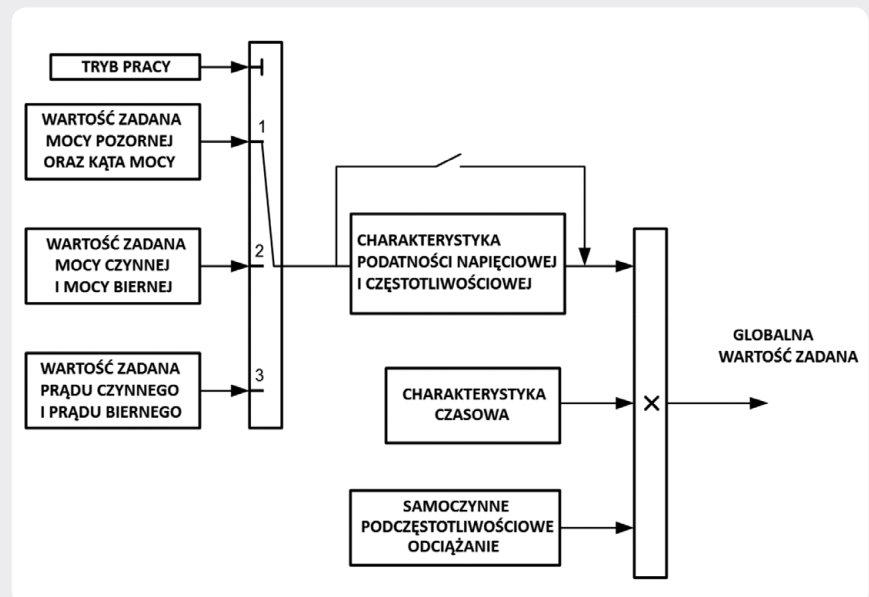 TRYB PRACY
WARTOŚĆ ZADANA
MOCY POZORNEJ
ORAZ KĄTA MOCY
1
WARTOŚĆ ZADANA
MOCY CZYNNEJ
I MOCY BIERNEJ
2
WARTOŚĆ ZADANA
PRĄDU CZYNNEGO
I PRĄDU BIERNEGO
3
CHARAKTERYSTYKA
PODATNOŚCI NAPIĘCIOWEJ
I CZĘSTOTLIWOŚCIOWEJ
CHARAKTERYSTYKA
CZASOWA
SAMOCZYNNE
PODCZĘSTOTLIWOŚCIOWE
ODCIĄŻANIE
×
GLOBALNA
WARTOŚĆ ZADANA